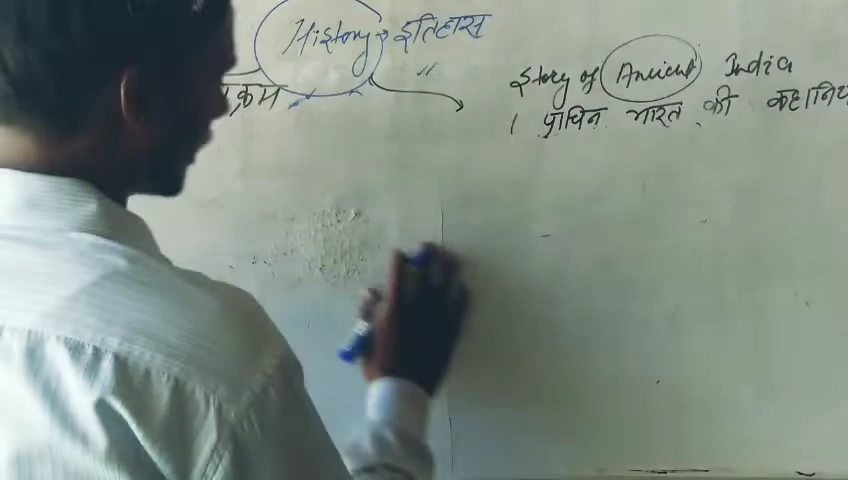 History → इतिहास
"
Story of Ancient India
प्राचिन भारत की